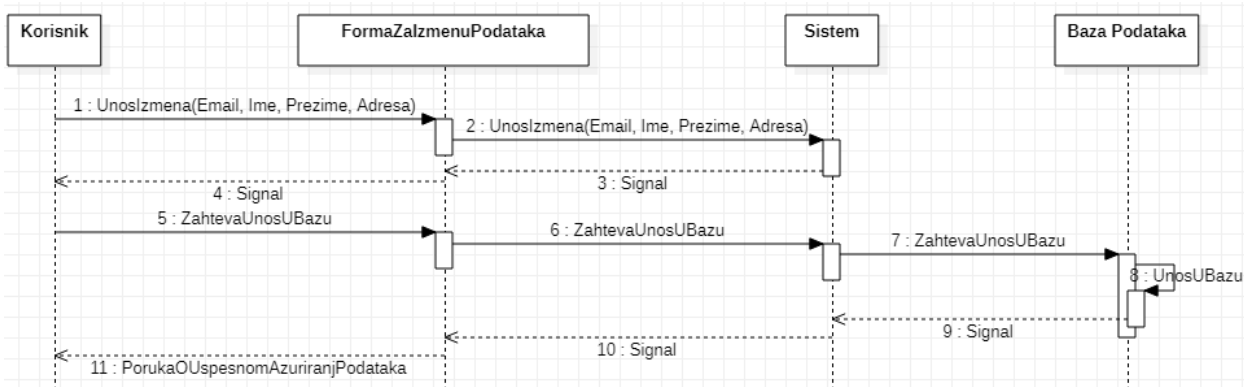 Korisnik
FormaZaIzmenuPodataka
Sistem
Baza Podataka
1 : UnosIzmena(Email, Ime, Prezime, Adresa)
2 : UnosIzmena(Email, Ime, Prezime, Adresa)
3 : Signal
4 : Signal
5 : ZahtevaUnosUBazu
6 : ZahtevaUnosUBazu
7 : ZahtevaUnosUBazu
8 : UnosUBazu
9 : Signal
10 : Signal
11 : PorukaOUspesnomAzuriranjPodataka